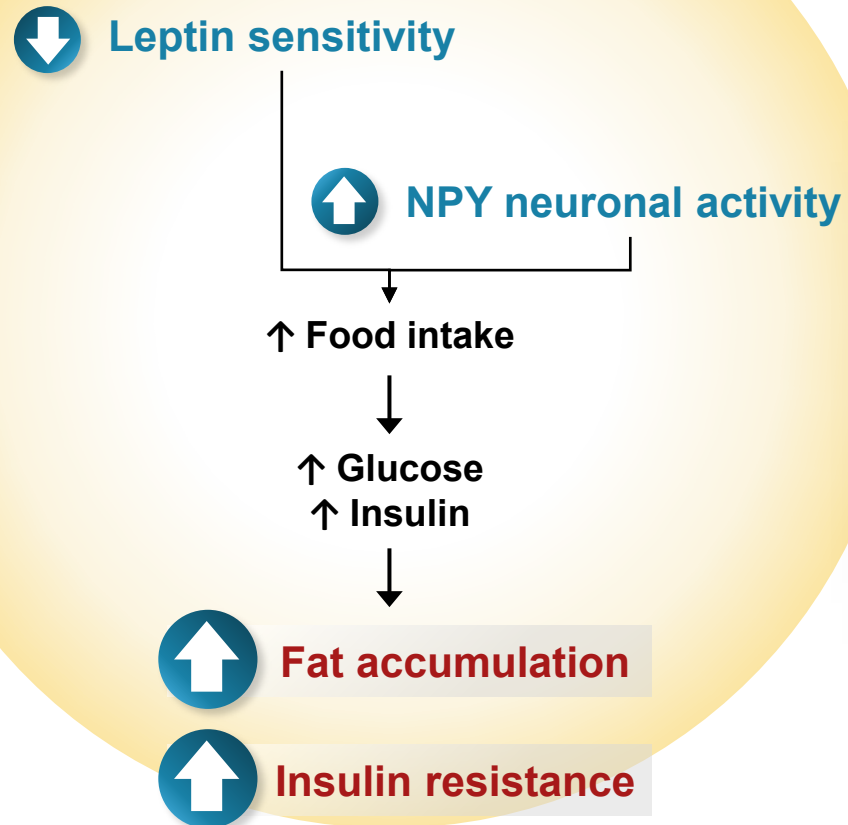 Leptin sensitivity
NPY neuronal activity
↑ Food intake
↑ Glucose
↑ Insulin
Fat accumulation
Insulin resistance